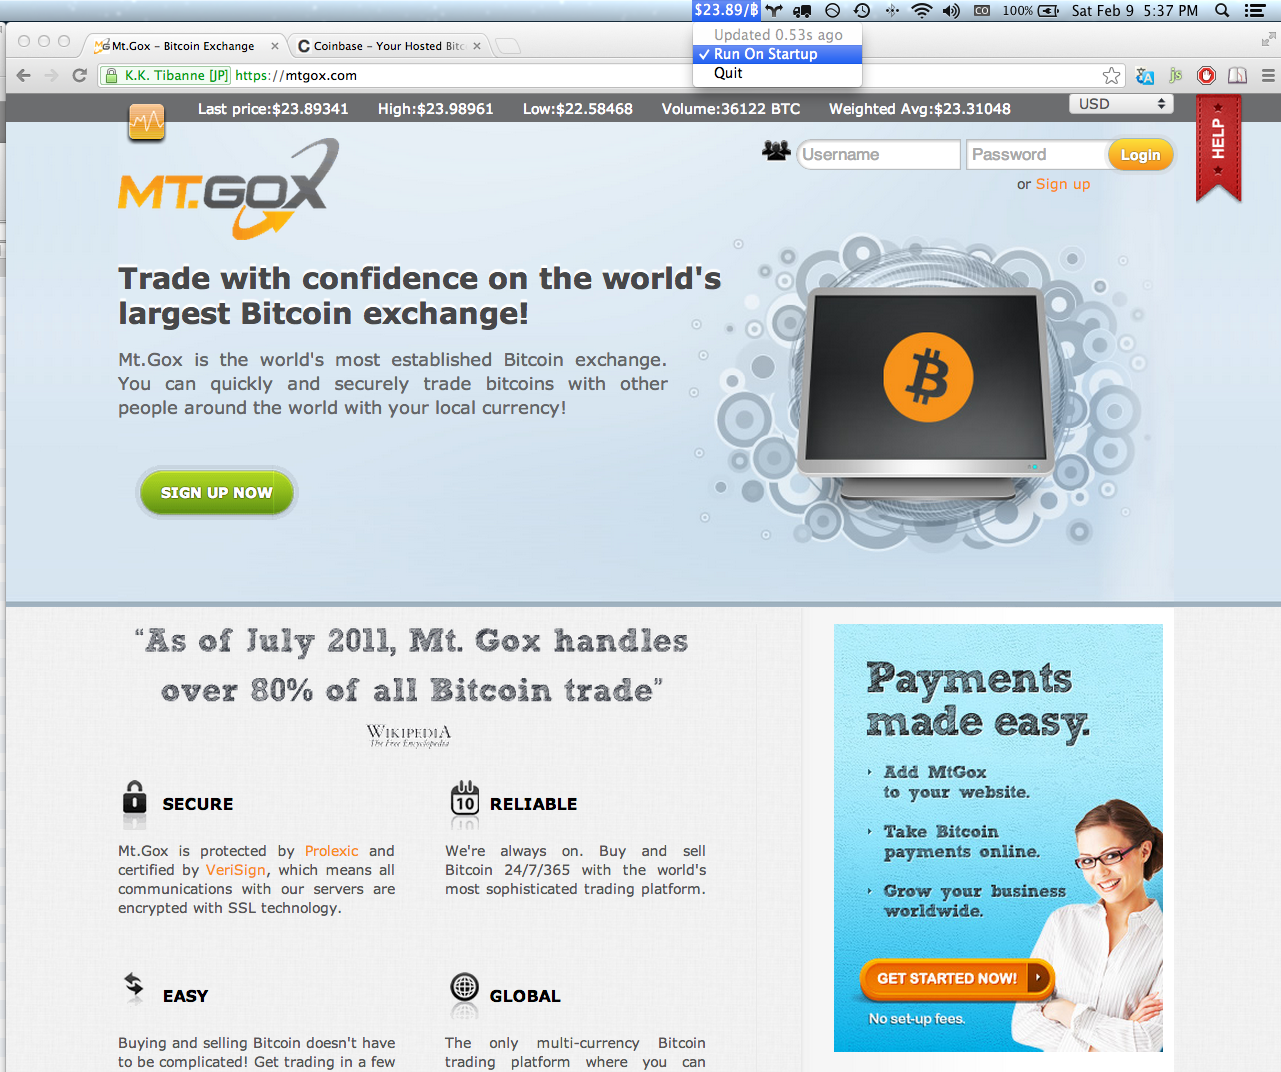 $23.89/฿
100%
Sat Feb 9 5:37 PM
Updated 0.53s ago
✓ Run On Startup
Quit
Mt.Gox – Bitcoin Exchange
Coinbase – Your Hosted Bitc
K.K. Tibanne [JP] https://mtgox.com
js
Last price:$23.89341 High:$23.98961 Low:$22.58468 Volume:36122 BTC Weighted Avg:$23.31048
USD
HELP
MT.GOX
Username
Password
Login
or Sign up
Trade with confidence on the world's
largest Bitcoin exchange!
Mt.Gox is the world's most established Bitcoin exchange.
You can quickly and securely trade bitcoins with other
people around the world with your local currency!
SIGN UP NOW
“As of July 2011, Mt. Gox handles
over 80% of all Bitcoin trade”
WIKIPEDIA
The Free Encyclopedia
SECURE
Mt.Gox is protected by Prolexic and
certified by VeriSign, which means all
communications with our servers are
encrypted with SSL technology.
10
RELIABLE
We're always on. Buy and sell
Bitcoin 24/7/365 with the world's
most sophisticated trading platform.
EASY
Buying and selling Bitcoin doesn't have
to be complicated! Get trading in a few
GLOBAL
The only multi-currency Bitcoin
trading platform where you can
Payments
made easy.
Add MtGox
to your website.
Take Bitcoin
payments online.
Grow your business
worldwide.
GET STARTED NOW!
No set-up fees.